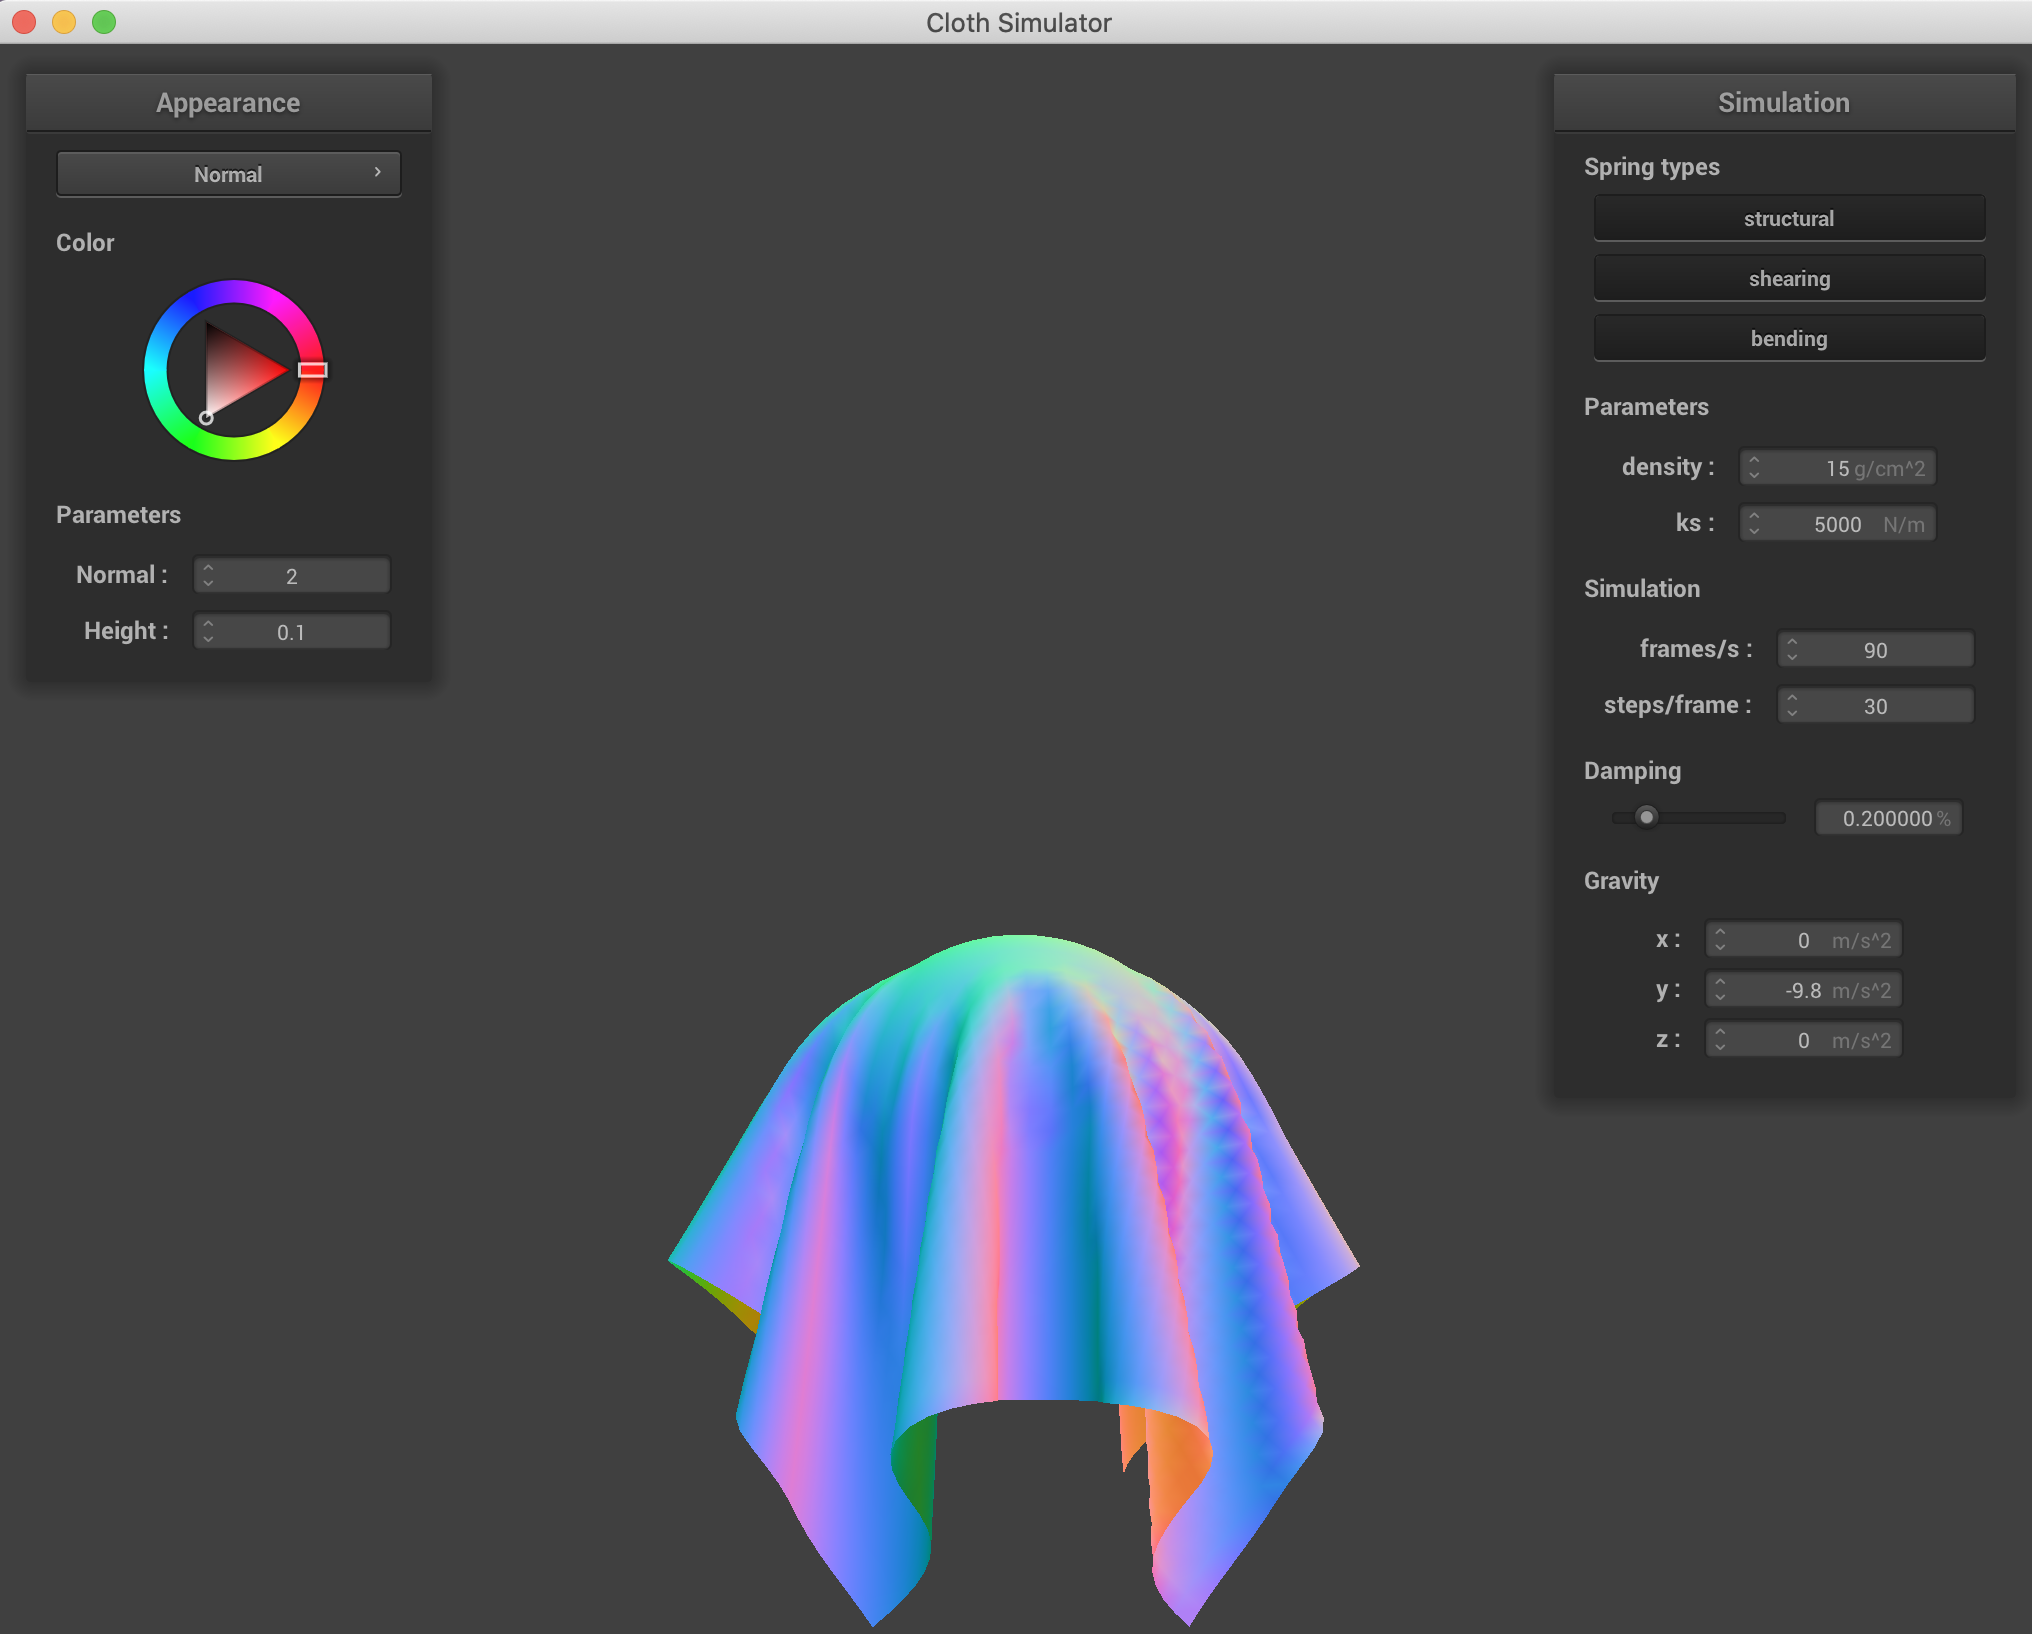 Cloth Simulator
Appearance
Normal
Color
Parameters
Normal : 2
Height : 0.1
Simulation
Spring types
structural
shearing
bending
Parameters
density : 15 g/cm^2
ks : 5000 N/m
Simulation
frames/s : 90
steps/frame : 30
Damping
0.200000 %
Gravity
x : 0 m/s^2
y : -9.8 m/s^2
z : 0 m/s^2